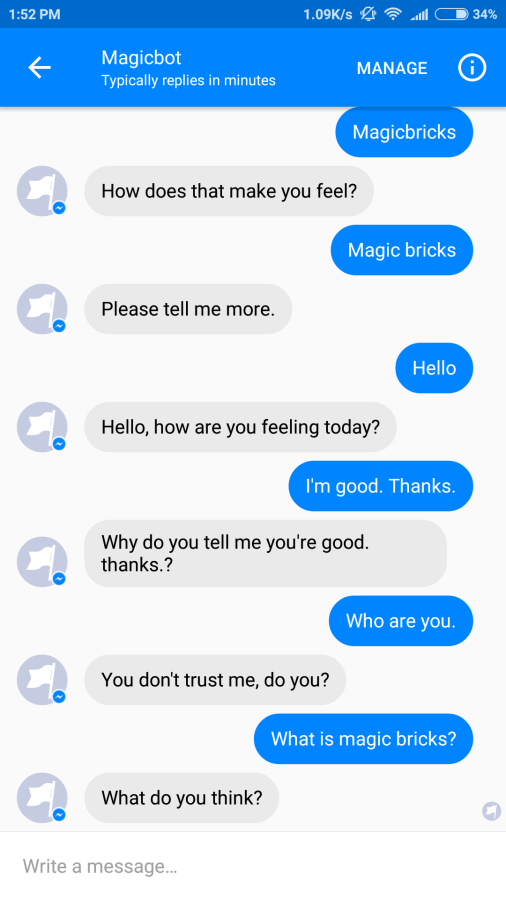 1:52 PM
1.09K/s
34%
Magicbot
Typically replies in minutes
MANAGE
Magicbricks
How does that make you feel?
Magic bricks
Please tell me more.
Hello
Hello, how are you feeling today?
I'm good. Thanks.
Why do you tell me you're good.
thanks.?
Who are you.
You don't trust me, do you?
What is magic bricks?
What do you think?
Write a message...